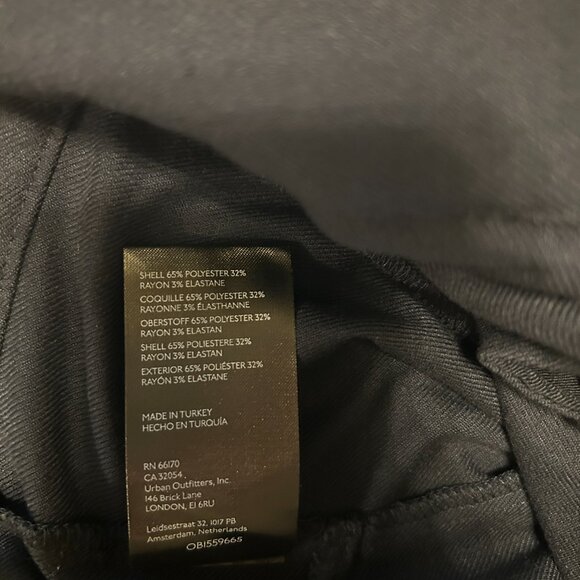 SHELL 65% POLYESTER 32%
RAYON 3% ELASTANE
COQUILLE 65% POLYESTER 32%
RAYONNE 3% ÉLASTHANNE
OBERSTOFF 65% POLYESTER 32%
RAYON 3% ELASTAN
SHELL 65% POLIESTERE 32%
RAYON 3% ELASTAN
EXTERIOR 65% POLIÉSTER 32%
RAYÓN 3% ELASTANE
MADE IN TURKEY
HECHO EN TURQUÍA
RN 66170
CA 32054
Urban Outfitters, Inc.
146 Brick Lane
LONDON, E1 6RU
Leidsestraat 32, 1017 PB
Amsterdam, Netherlands
OB1559665